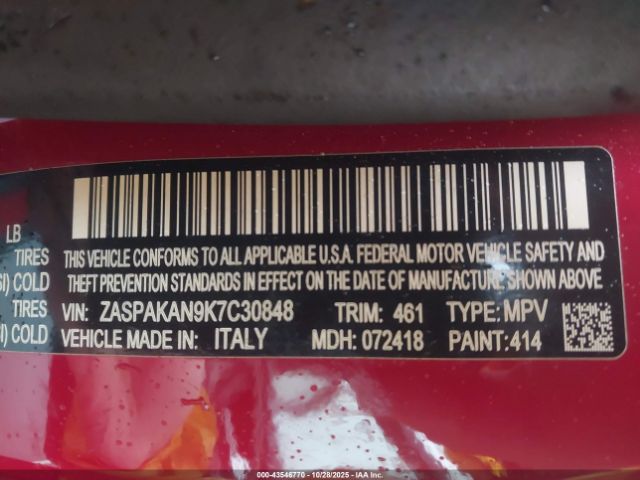 LB
TIRES
SI) COLD
TIRES
I) COLD
THIS VEHICLE CONFORMS TO ALL APPLICABLE U.S.A. FEDERAL MOTOR VEHICLE SAFETY AND
THEFT PREVENTION STANDARDS IN EFFECT ON THE DATE OF MANUFACTURE SHOWN ABOVE.
VIN: ZASPAKAN9K7C30848 TRIM: 461 TYPE: MPV
VEHICLE MADE IN: ITALY MDH: 072418 PAINT:414
000-43546770 - 10/28/2025 - IAA Inc.